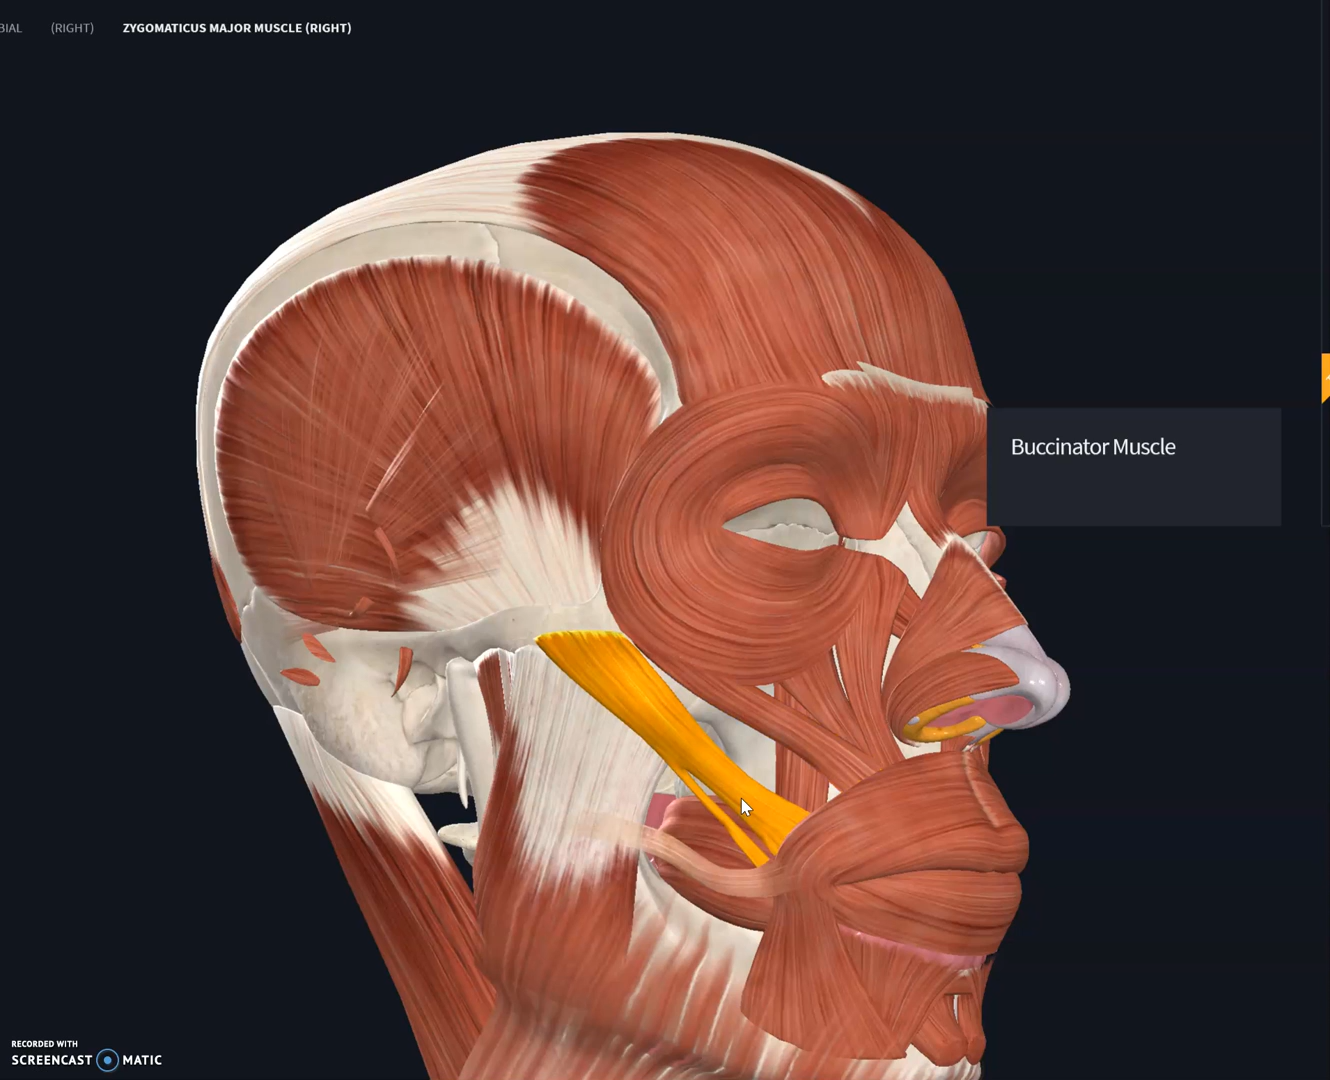 BIAL (RIGHT) ZYGOMATICUS MAJOR MUSCLE (RIGHT)
Buccinator Muscle
RECORDED WITH
SCREENCAST MATIC